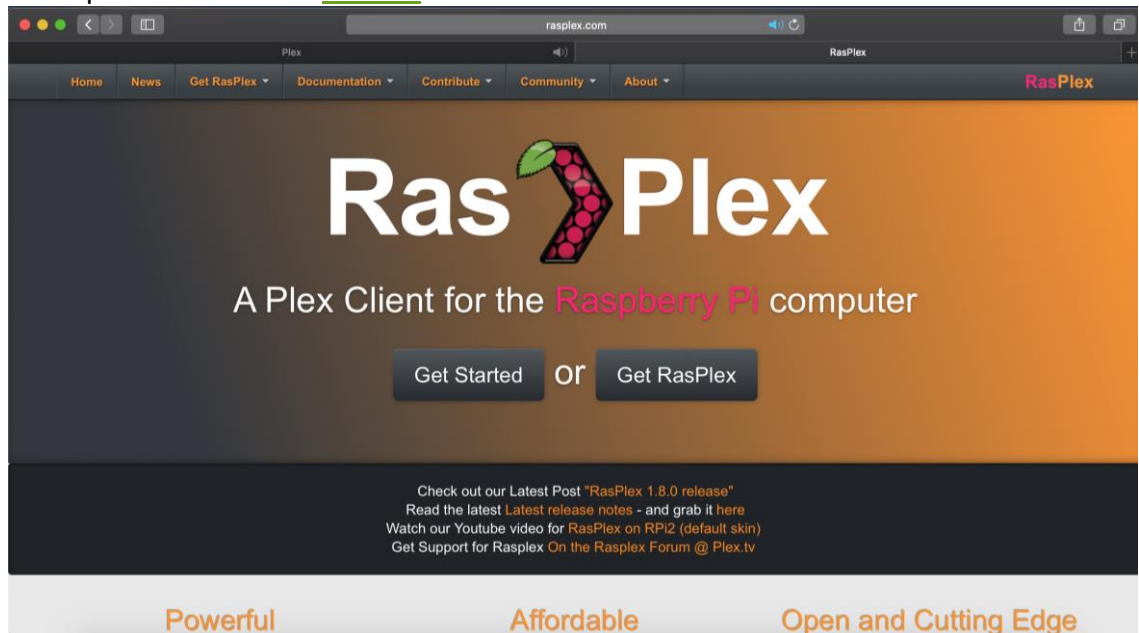 rasplex.com
Plex
RasPlex
Home News Get RasPlex Documentation Contribute Community About RasPlex
Ras Plex
A Plex Client for the Raspberry Pi computer
Get Started or Get RasPlex
Check out our Latest Post "RasPlex 1.8.0 release"
Read the latest Latest release notes - and grab it here
Watch our Youtube video for RasPlex on RPi2 (default skin)
Get Support for Rasplex On the Rasplex Forum @ Plex.tv
Powerful Affordable Open and Cutting Edge